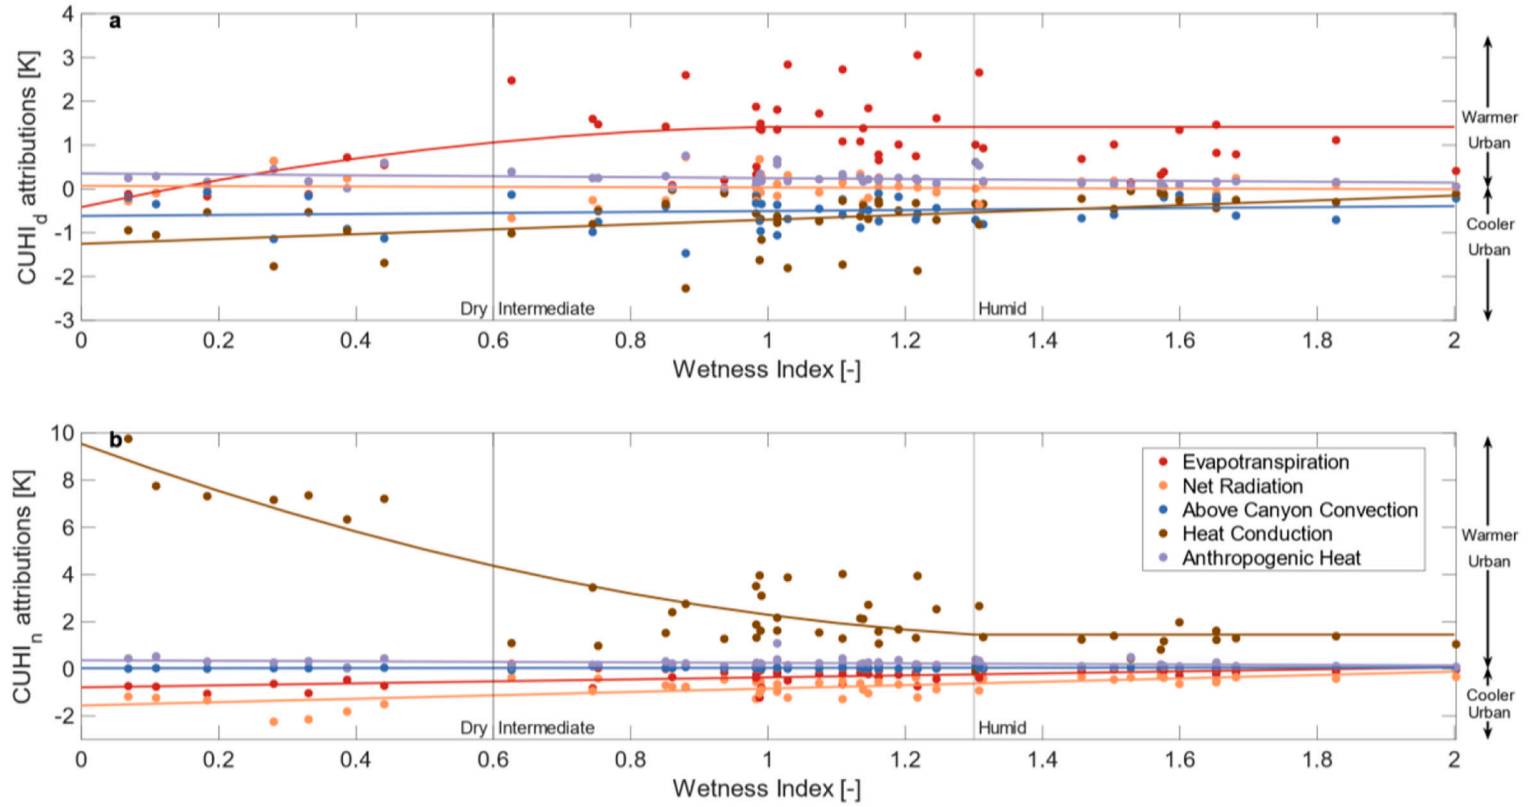 a
CUHI_d attributions [K]
4
3
2
1
0
-1
-2
-3
Dry
Intermediate
Humid
Warmer
Urban
Cooler
Urban
0
0.2
0.4
0.6
0.8
1
1.2
1.4
1.6
1.8
2
Wetness Index [-]
b
CUHI_n attributions [K]
10
8
6
4
2
0
-2
Evapotranspiration
Net Radiation
Above Canyon Convection
Heat Conduction
Anthropogenic Heat
Dry
Intermediate
Humid
Warmer
Urban
Cooler
Urban
0
0.2
0.4
0.6
0.8
1
1.2
1.4
1.6
1.8
2
Wetness Index [-]